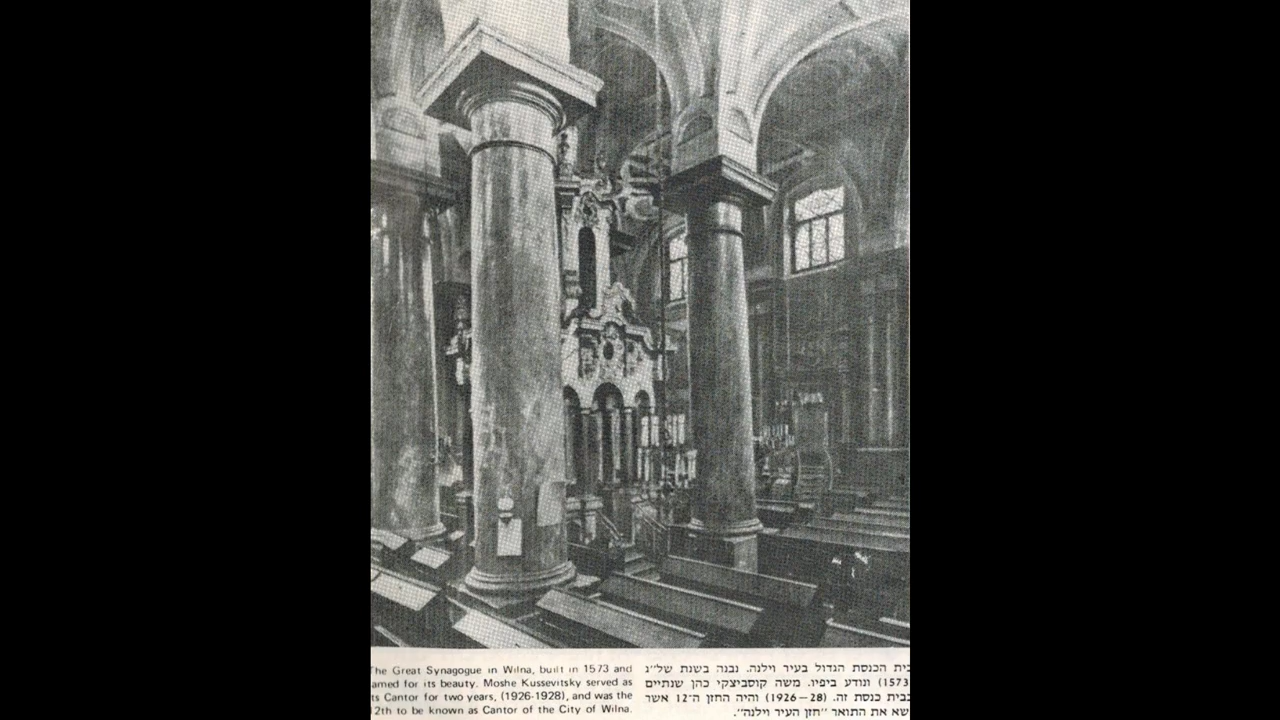 The Great Synagogue in Wilna, built in 1573 and
amed for its beauty. Moshe Kussevitsky served as
ts Cantor for two years, (1926-1928), and was the
2th to be known as Cantor of the City of Wilna.
בית הכנסת הגדול בעיר וילנה. נבנה בשנת של״ג
1573) ונודע ביפיו. משה קוסביצקי כהן שנתיים
בבית כנסת זה. (1926—28) והיה החזן ה־12 אשר
שא את התואר ״חזן העיר וילנה״.